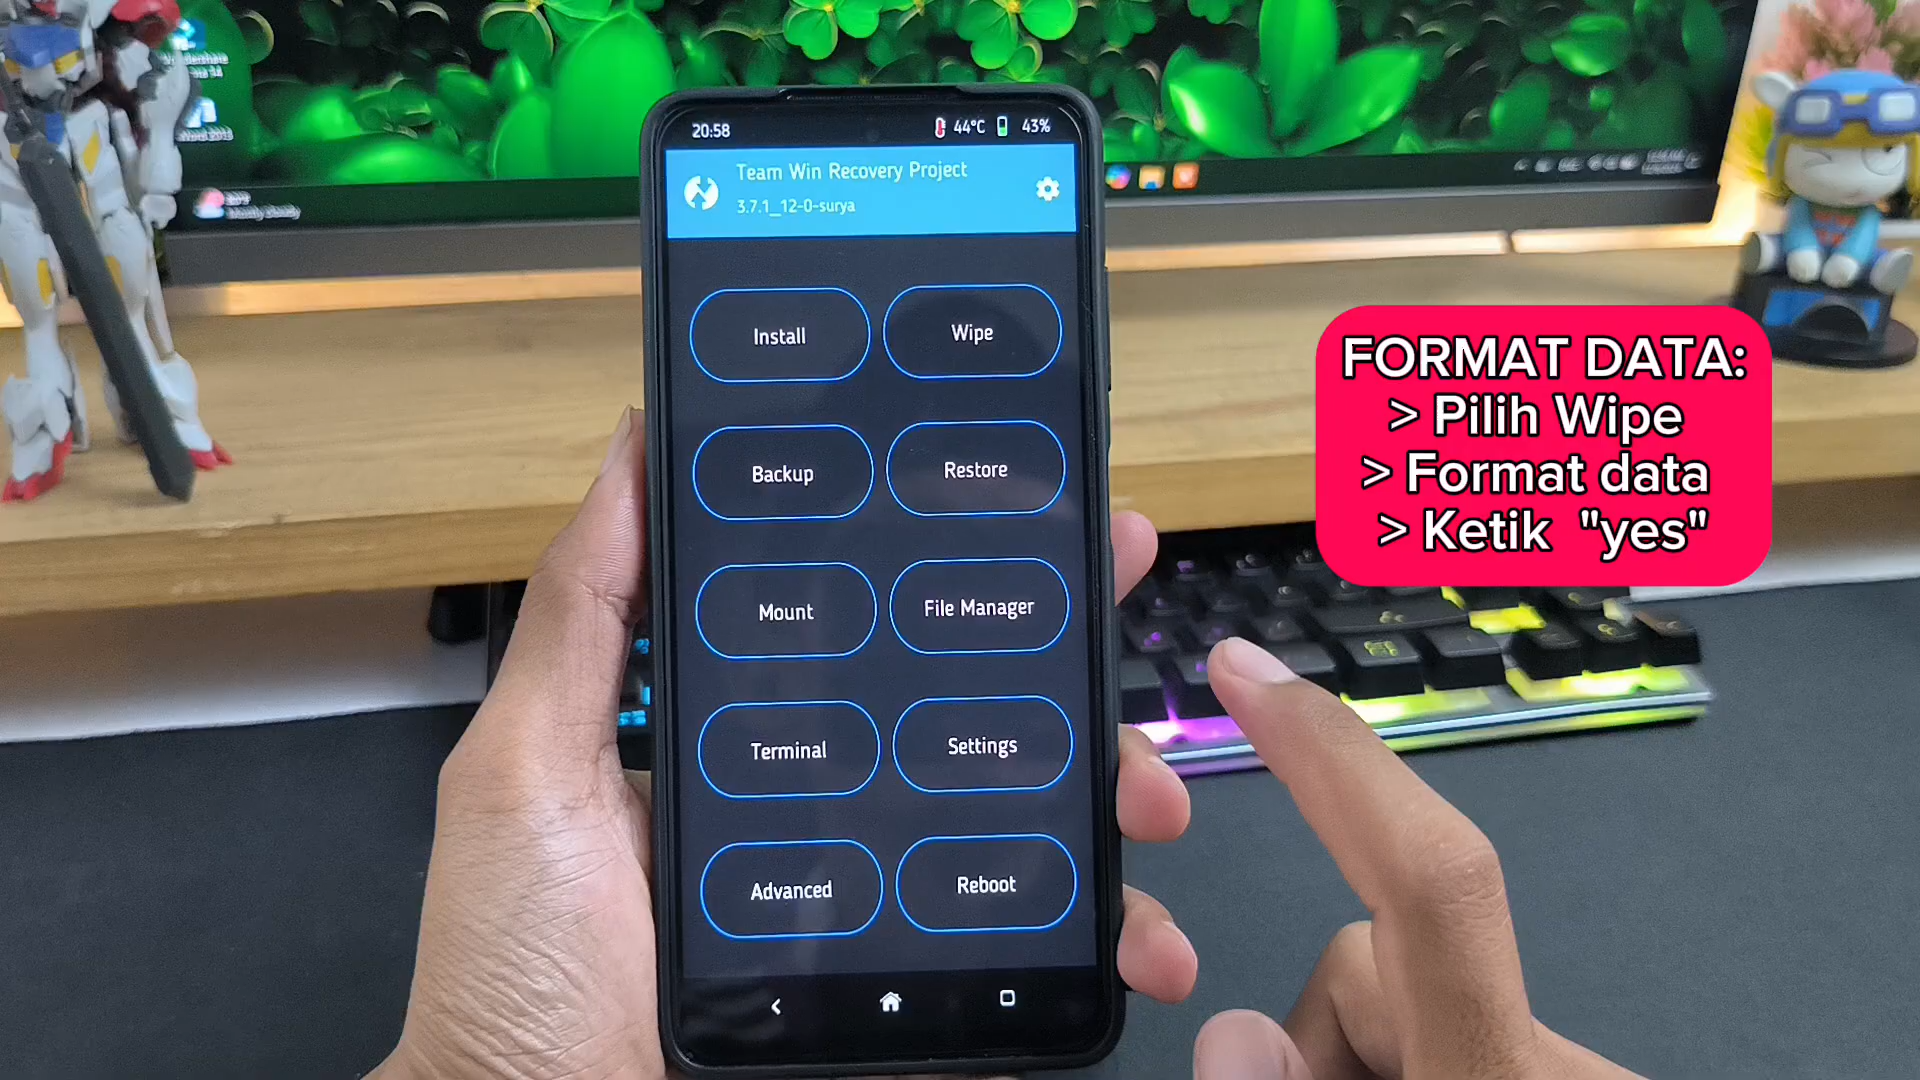 20:58
44°C
43%
Team Win Recovery Project
3.7.1_12-0-surya
Install
Wipe
Backup
Restore
Mount
File Manager
Terminal
Settings
Advanced
Reboot
FORMAT DATA:
> Pilih Wipe
> Format data
> Ketik "yes"